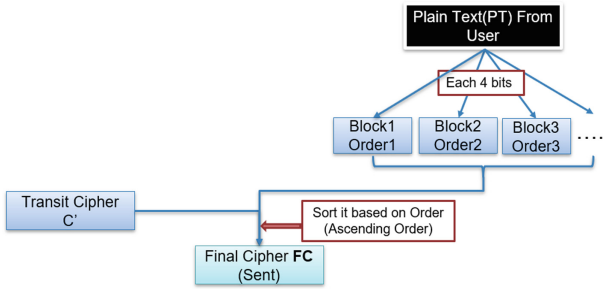 Plain Text(PT) From
User
Each 4 bits
Block1
Order1
Block2
Order2
Block3
Order3
....
Transit Cipher
C'
Sort it based on Order
(Ascending Order)
Final Cipher FC
(Sent)